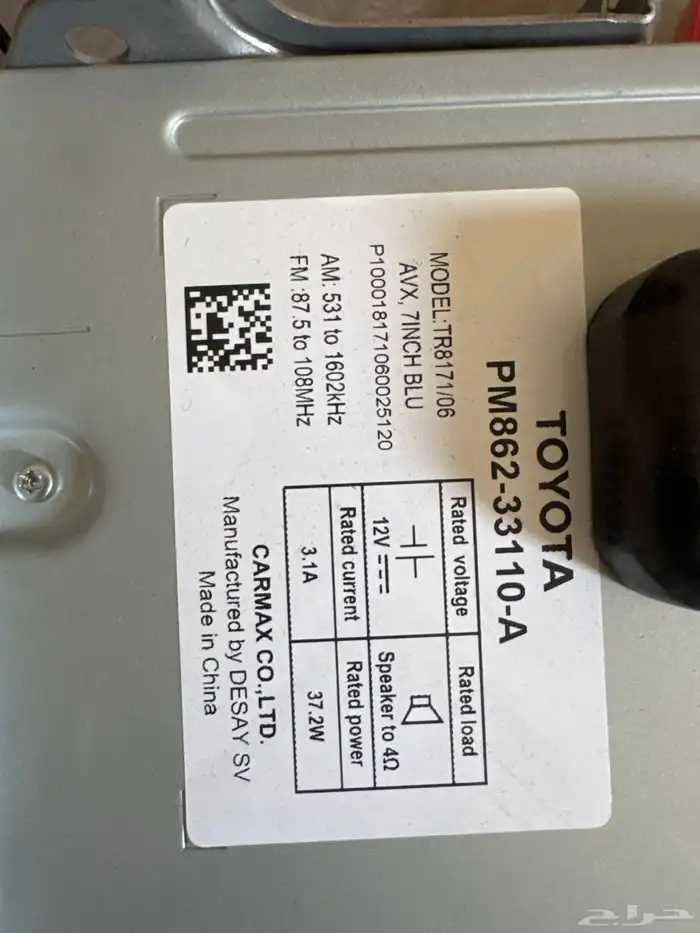 TOYOTA
PM862-33110-A
MODEL:TR8171/06
AVX, 7INCH BLU
P100018171060025120
AM: 531 to 1602kHz
FM :87.5 to 108MHz
Rated voltage
Rated load
12V
Speaker to 4Ω
Rated current
Rated power
3.1A
37.2W
CARMAX CO.,LTD.
Manufactured by DESAY SV
Made in China
حراج